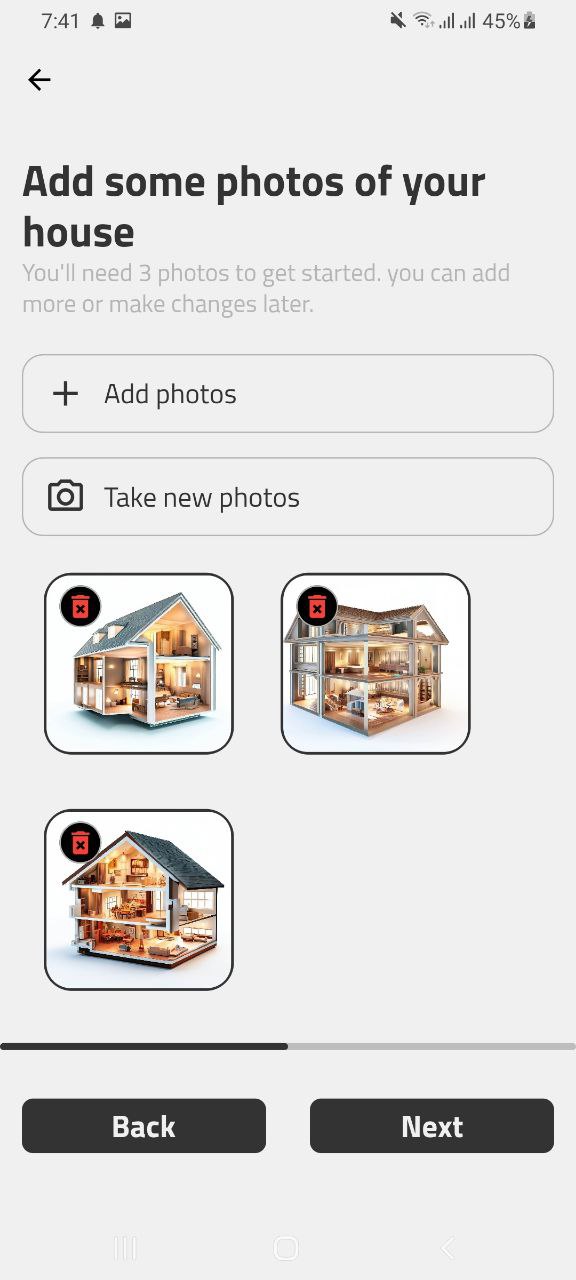 7:41 45%
Add some photos of your
house
You'll need 3 photos to get started. you can add
more or make changes later.
Add photos
Take new photos
Back Next